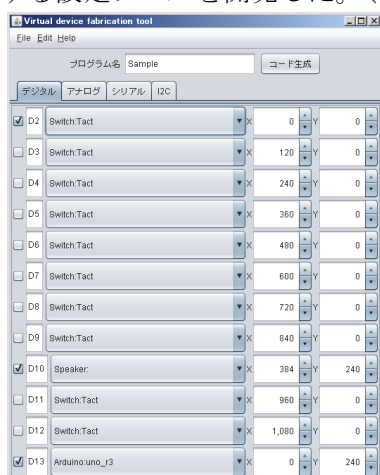 する設定ツールを開発した。(
Virtual device fabrication tool
File Edit Help
プログラム名 Sample コード生成
デジタル アナログ シリアル I2C
D2 Switch:Tact X 0 Y 0
D3 Switch:Tact X 120 Y 0
D4 Switch:Tact X 240 Y 0
D5 Switch:Tact X 360 Y 0
D6 Switch:Tact X 480 Y 0
D7 Switch:Tact X 600 Y 0
D8 Switch:Tact X 720 Y 0
D9 Switch:Tact X 840 Y 0
D10 Speaker: X 384 Y 240
D11 Switch:Tact X 960 Y 0
D12 Switch:Tact X 1,080 Y 0
D13 Arduino:uno_r3 X 0 Y 240